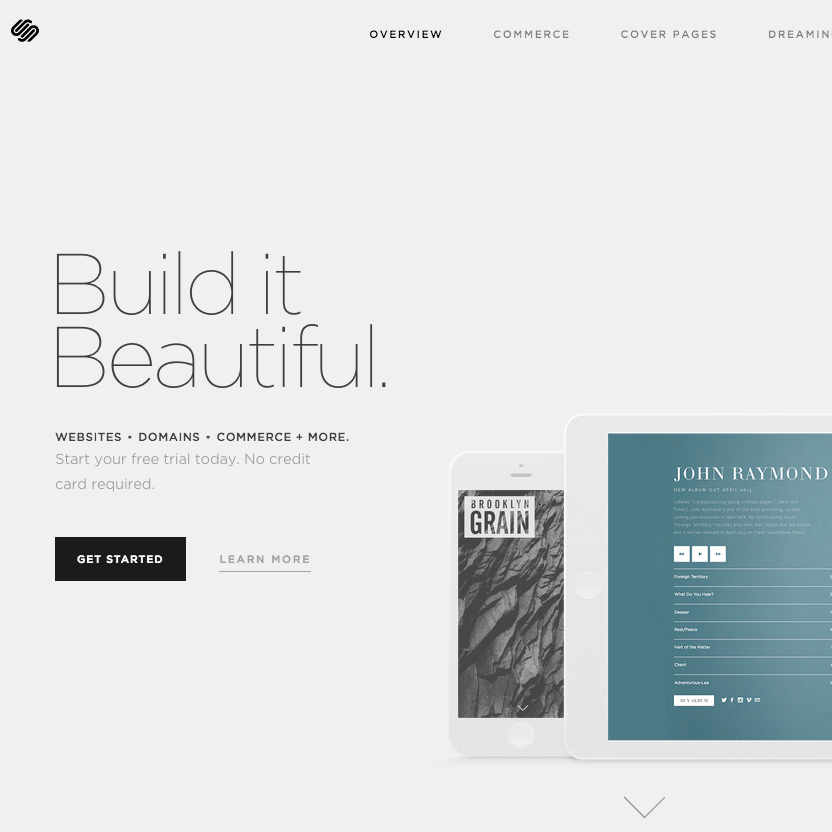 OVERVIEW COMMERCE COVER PAGES DREAMIN
Build it
Beautiful.
WEBSITES • DOMAINS • COMMERCE + MORE.
Start your free trial today. No credit
card required.
GET STARTED LEARN MORE
BROOKLYN
GRAIN
JOHN RAYMOND
NEW ALBUM OUT APRIL 2015
Foreign Territory
What Do You Hear?
Deeper
Rest/Peace
Hart of the Matter
Chant
Adventurous-Lee
BUY ALBUM